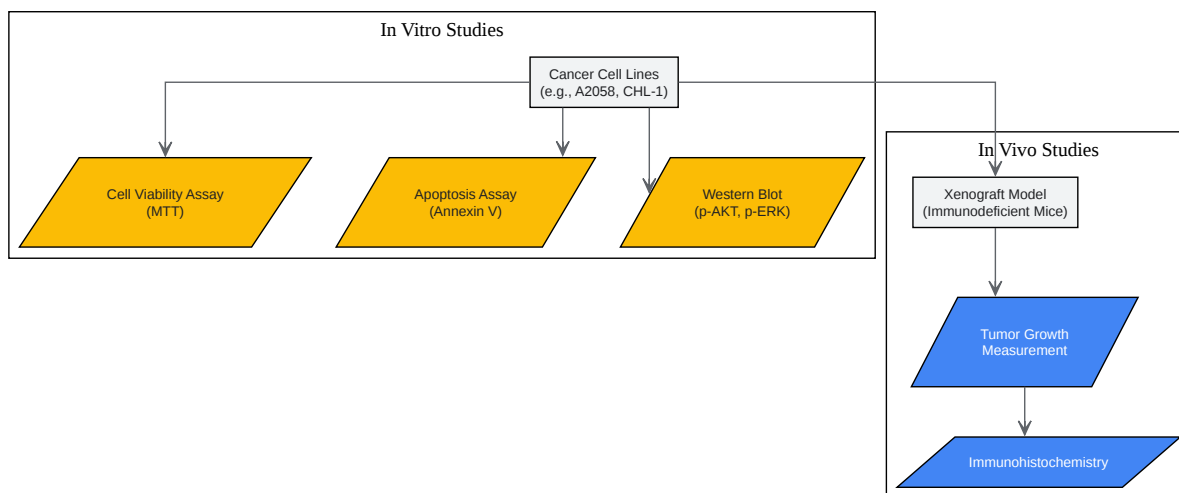 In Vitro Studies
Cancer Cell Lines
(e.g., A2058, CHL-1)
Cell Viability Assay
(MTT)
Apoptosis Assay
(Annexin V)
Western Blot
(p-AKT, p-ERK)
In Vivo Studies
Xenograft Model
(Immunodeficient Mice)
Tumor Growth
Measurement
Immunohistochemistry